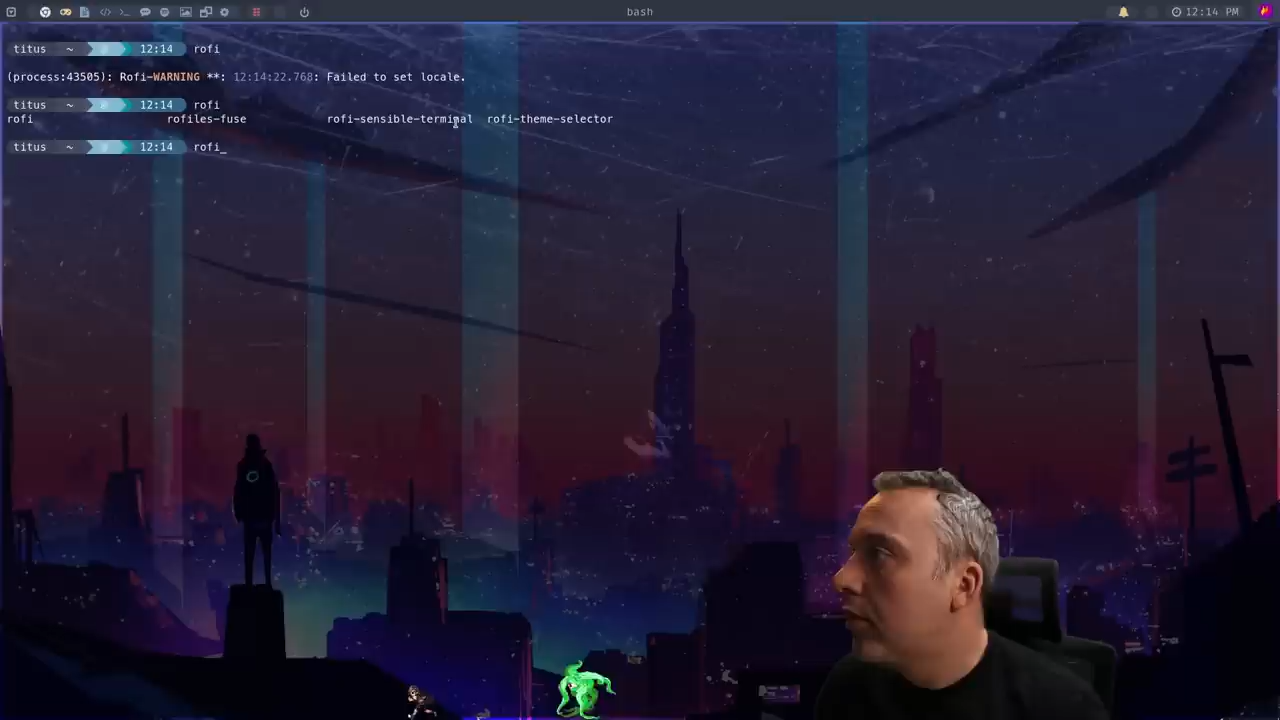 bash
12:14 PM
titus ~ 12:14 rofi
(process:43505): Rofi-WARNING **: 12:14:22.768: Failed to set locale.
titus ~ 12:14 rofi
rofi rofiles-fuse rofi-sensible-terminal rofi-theme-selector
titus ~ 12:14 rofi_